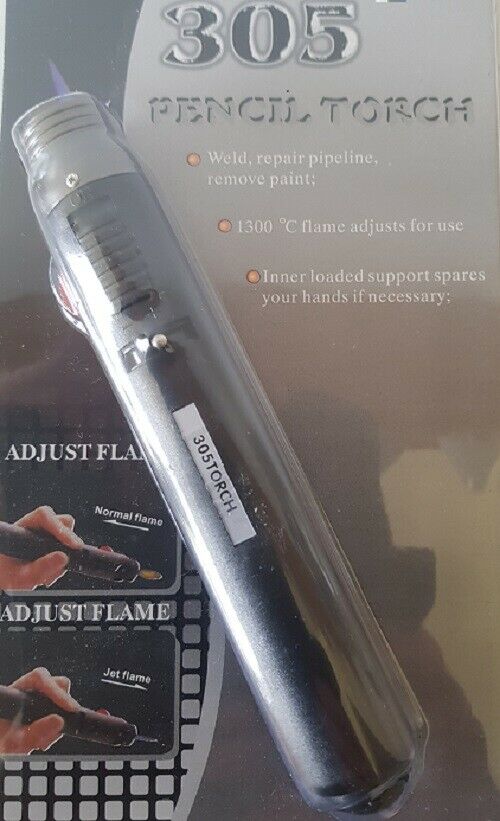 305
PENCIL TORCH
Weld, repair pipeline,
remove paint;
1300 °C flame adjusts for use
Inner loaded support spares
your hands if necessary;
305TORCH
ADJUST FLA
Normal flame
ADJUST FLAME
Jet flame